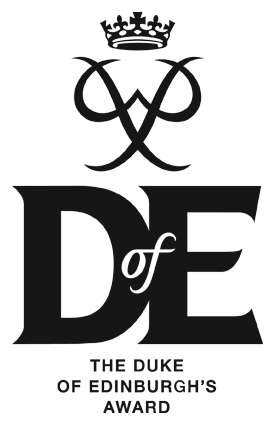 DofE
THE DUKE
OF EDINBURGH'S
AWARD